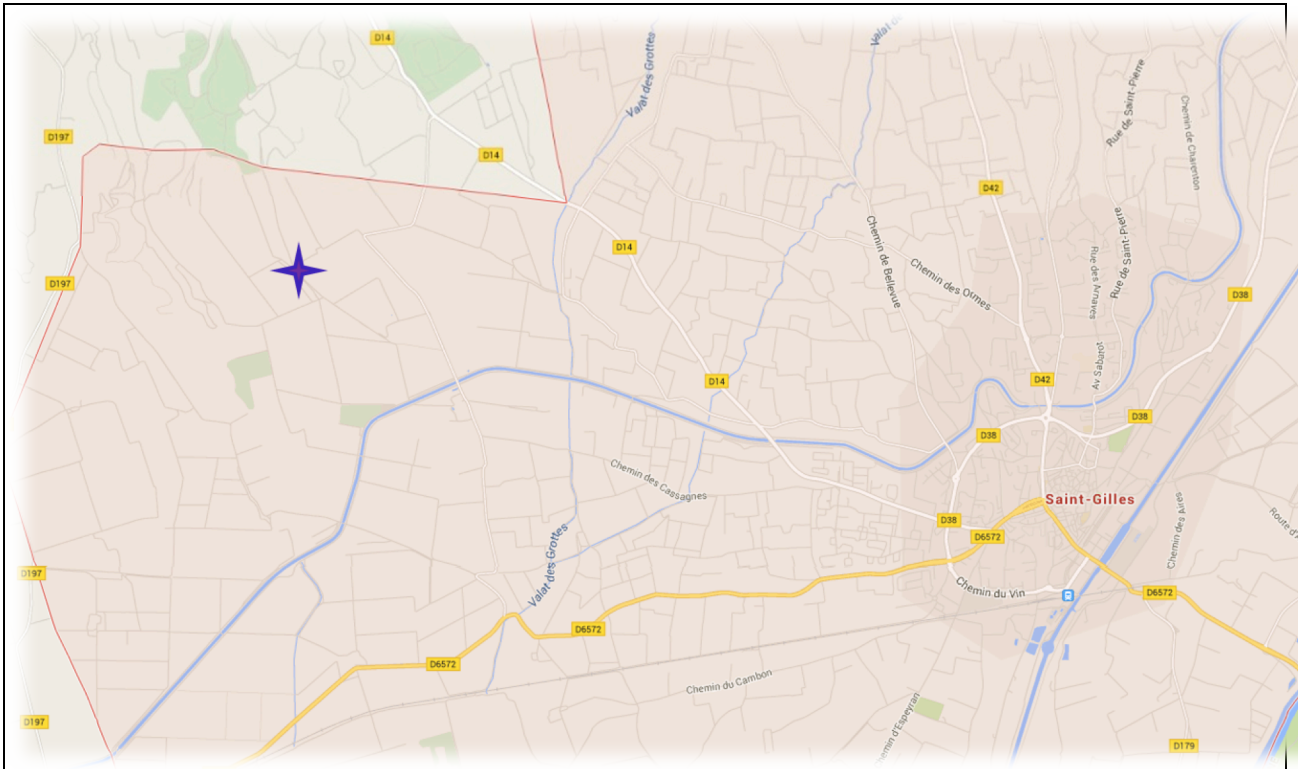 D14
Valat des Grottes
Rue de Saint-Pierre
D197
Chemin de Charenton
D14
D42
D14
Chemin de Bellevue
Rue de Saint-Pierre
Rue des Arnaves
Chemin des Ormes
D197
D38
D14
D42
Av Sabatot
D38
D38
Chemin des Cassagnes
Saint-Gilles
D38
D6572
Chemin des Aires
Route d'A
Valat des Grottes
D197
Chemin du Vin
D6572
D6572
D6572
Chemin du Cambon
emin d'Espeyran
D197
D179